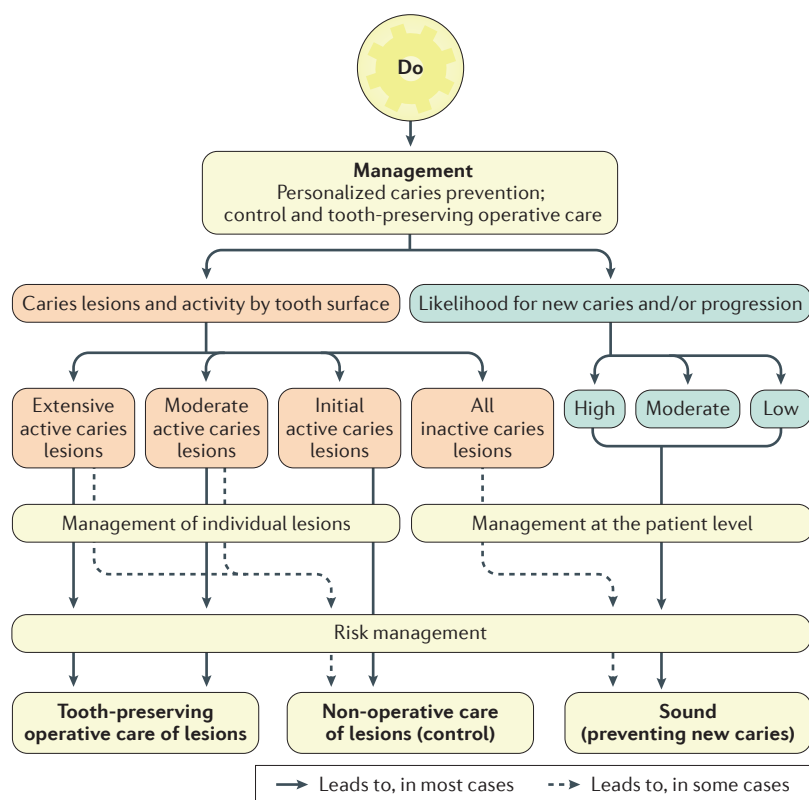 Do
Management
Personalized caries prevention;
control and tooth-preserving operative care
Caries lesions and activity by tooth surface
Likelihood for new caries and/or progression
Extensive
active caries
lesions
Moderate
active caries
lesions
Initial
active caries
lesions
All
inactive caries
lesions
High
Moderate
Low
Management of individual lesions
Management at the patient level
Risk management
Tooth-preserving
operative care of lesions
Non-operative care
of lesions (control)
Sound
(preventing new caries)
Leads to, in most cases
Leads to, in some cases